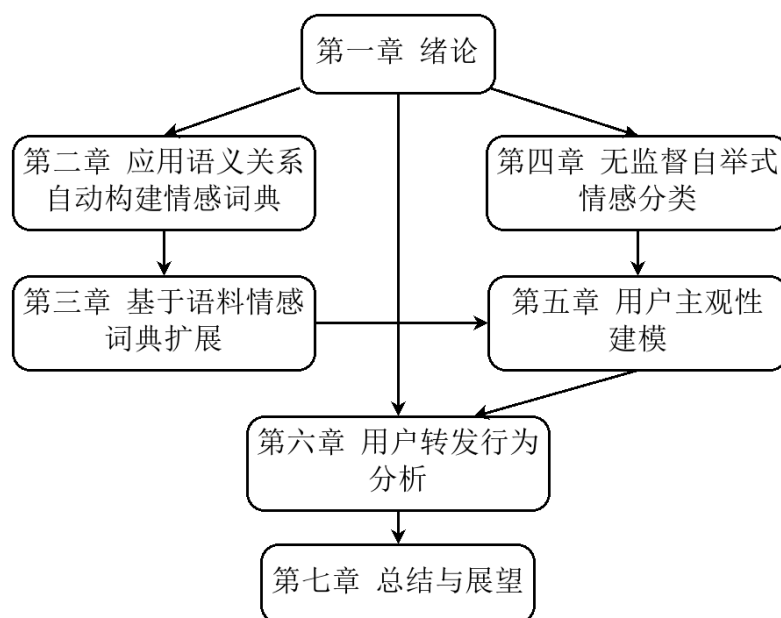 第一章 绪论
第二章 应用语义关系
自动构建情感词典
第四章 无监督自举式
情感分类
第三章 基于语料情感
词典扩展
第五章 用户主观性
建模
第六章 用户转发行为
分析
第七章 总结与展望